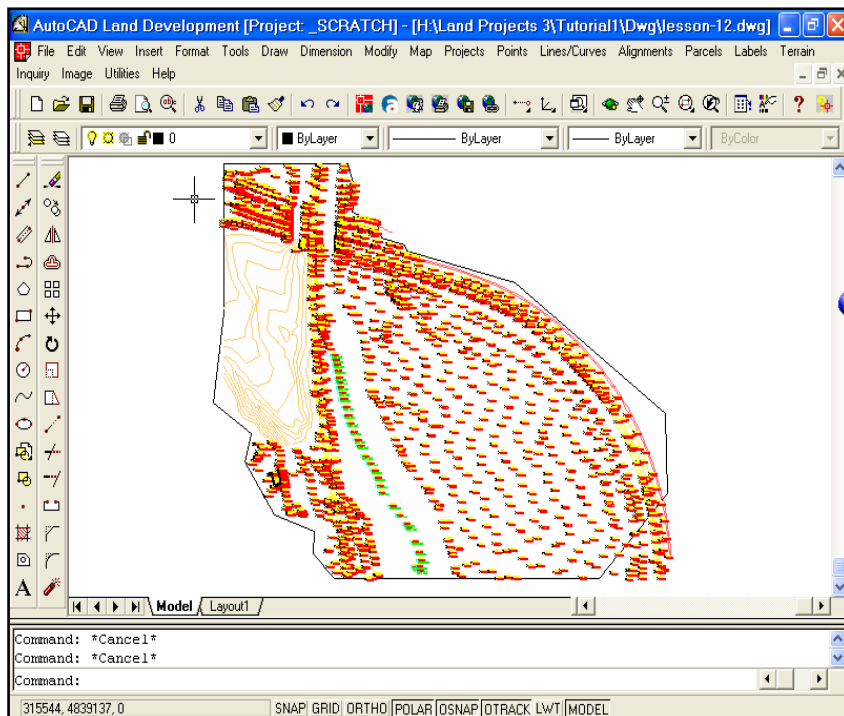 AutoCAD Land Development [Project: _SCRATCH] - [H:\Land Projects 3\Tutorial1\Dwg\lesson-12.dwg]
File Edit View Insert Format Tools Draw Dimension Modify Map Projects Points Lines/Curves Alignments Parcels Labels Terrain
Inquiry Image Utilities Help
0 ByLayer ByLayer ByLayer ByColor
A
Model Layout1
Command: *Cancel*
Command: *Cancel*
Command:
315544, 4839137, 0 SNAP GRID ORTHO POLAR OSNAP OTRACK LWT MODEL